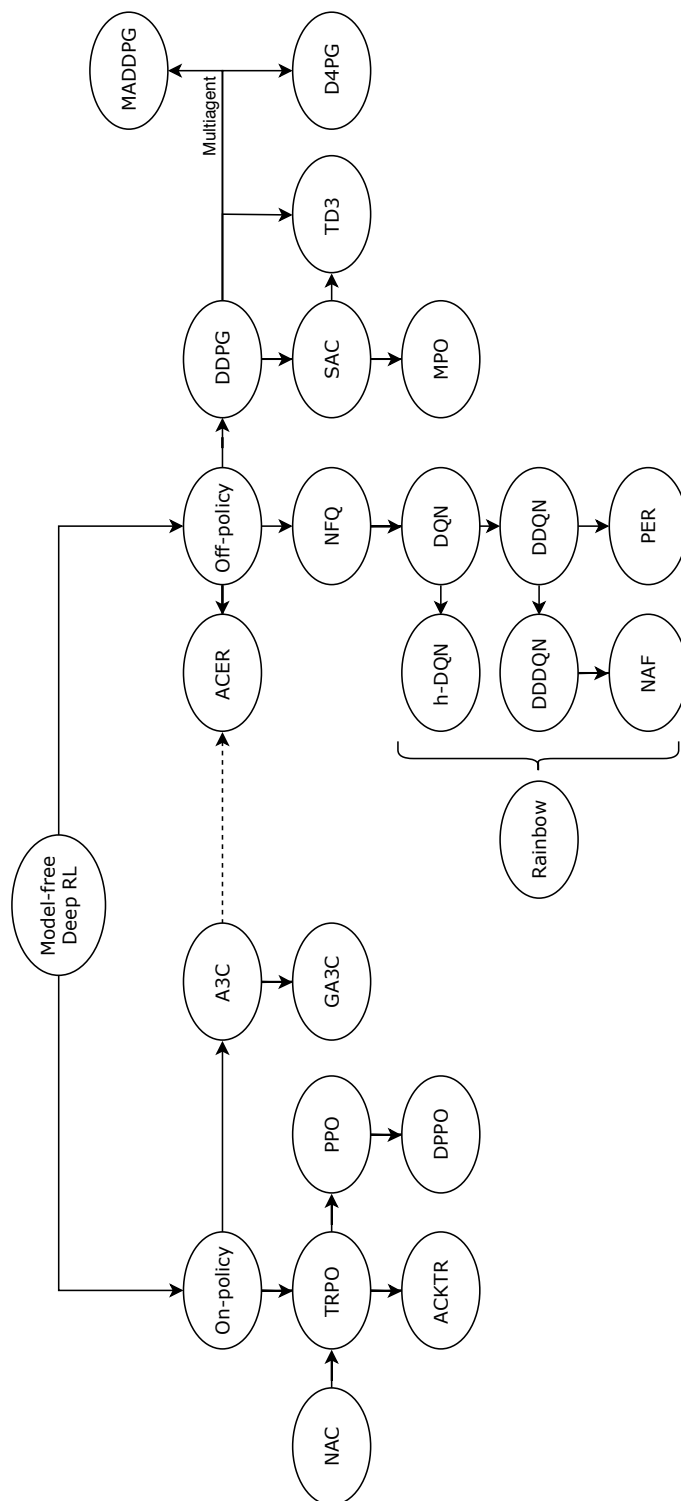 Model-free
Deep RL
On-policy
A3C
ACER
Off-policy
DDPG
Multiagent
MADDPG
NAC
TRPO
PPO
GA3C
NFQ
SAC
TD3
D4PG
ACKTR
DPPO
h-DQN
DQN
MPO
Rainbow
DDDQN
DDQN
NAF
PER